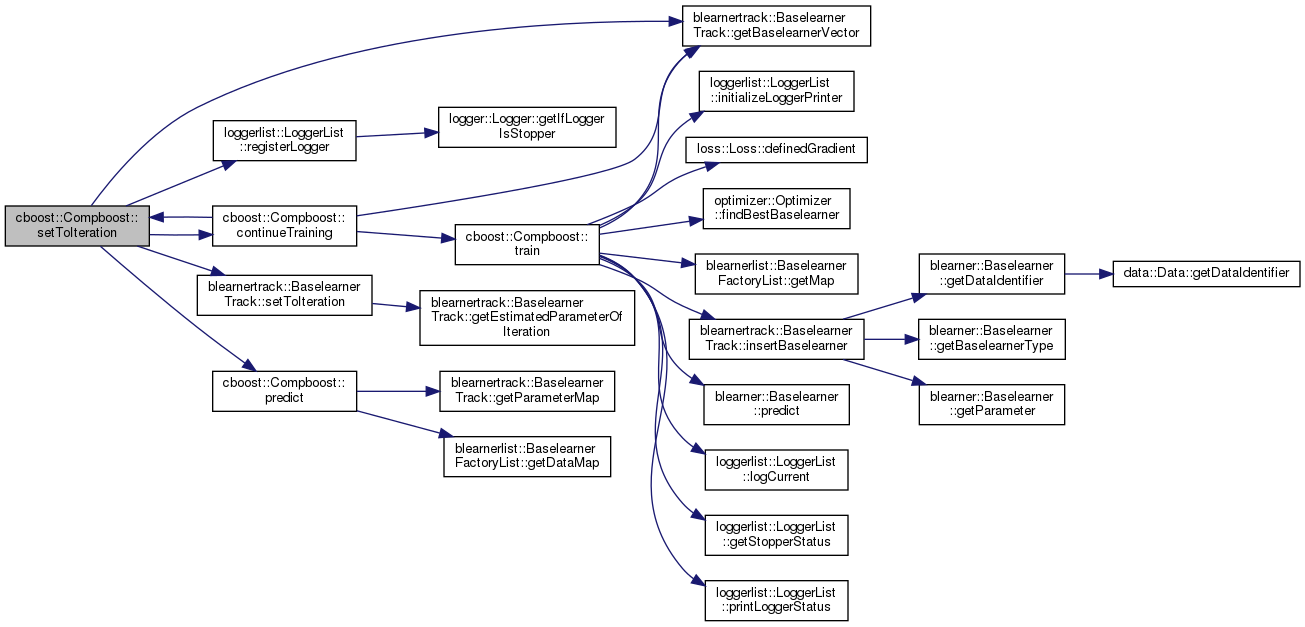 cboost::Compboost::
setToIteration
loggerlist::LoggerList
::registerLogger
cboost::Compboost::
continueTraining
blearnertrack::Baselearner
Track::setToIteration
cboost::Compboost::
predict
logger::Logger::getIfLogger
IsStopper
cboost::Compboost::
train
blearnertrack::Baselearner
Track::getEstimatedParameterOf
Iteration
blearnertrack::Baselearner
Track::getParameterMap
blearnerlist::Baselearner
FactoryList::getDataMap
blearnertrack::Baselearner
Track::getBaselearnerVector
loggerlist::LoggerList
::initializeLoggerPrinter
loss::Loss::definedGradient
optimizer::Optimizer
::findBestBaselearner
blearnerlist::Baselearner
FactoryList::getMap
blearnertrack::Baselearner
Track::insertBaselearner
blearner::Baselearner
::predict
loggerlist::LoggerList
::logCurrent
loggerlist::LoggerList
::getStopperStatus
loggerlist::LoggerList
::printLoggerStatus
blearner::Baselearner
::getDataIdentifier
blearner::Baselearner
::getBaselearnerType
blearner::Baselearner
::getParameter
data::Data::getDataIdentifier